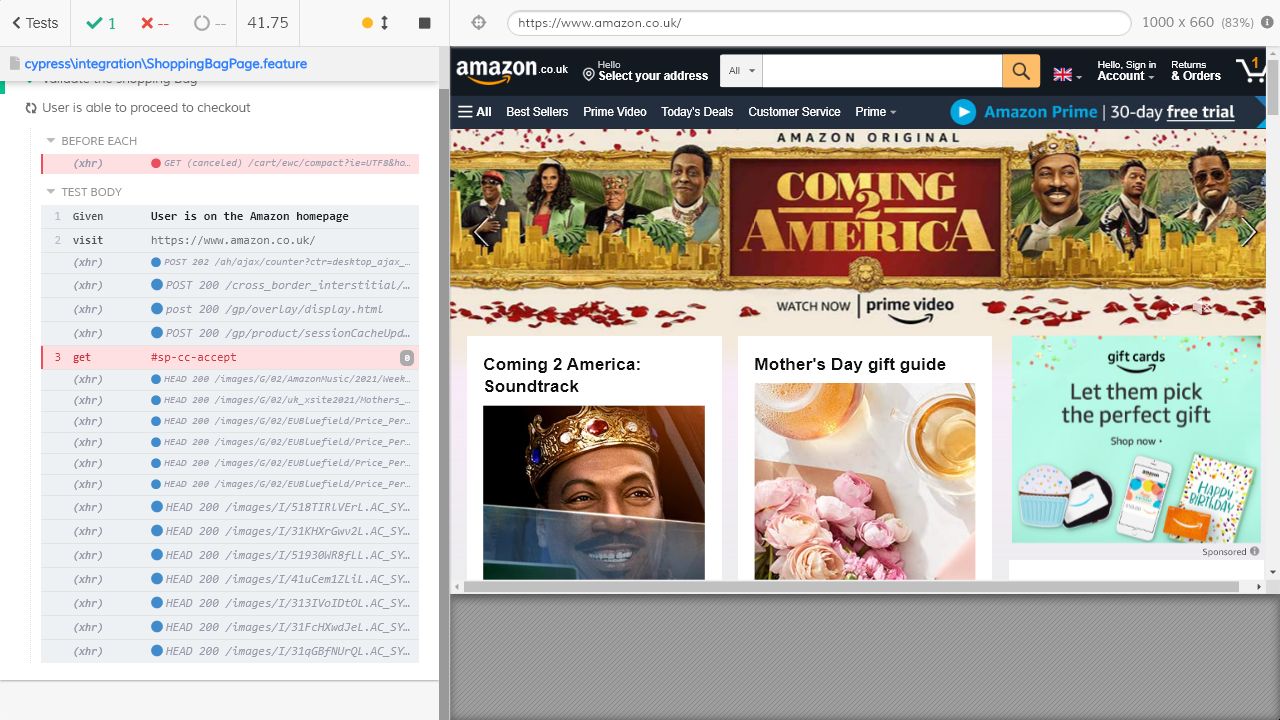 Tests
1
--
--
41.75
https://www.amazon.co.uk/
1000 x 660 (83%)
cypress\integration\ShoppingBagPage.feature
Validate the shopping Bag
User is able to proceed to checkout
BEFORE EACH
(xhr) GET (canceled) /cart/ewc/compact?ie=UTF8&ho…
TEST BODY
1 Given User is on the Amazon homepage
2 visit https://www.amazon.co.uk/
(xhr) POST 202 /ah/ajax/counter?ctr=desktop_ajax_…
(xhr) POST 200 /cross_border_interstitial/…
(xhr) post 200 /gp/overlay/display.html
(xhr) POST --- /gp/product/sessionCacheUpd…
3 get #sp-cc-accept 0
(xhr) HEAD 200 /images/G/02/AmazonMusic/2021/Week…
(xhr) HEAD 200 /images/G/02/uk_xsite2021/Mothers_…
(xhr) HEAD 200 /images/G/02/EUBluefield/Price_Per…
(xhr) HEAD 200 /images/G/02/EUBluefield/Price_Per…
(xhr) HEAD 200 /images/G/02/EUBluefield/Price_Per…
(xhr) HEAD 200 /images/G/02/EUBluefield/Price_Per…
(xhr) HEAD 200 /images/I/518TIRlVErL.AC_SY…
(xhr) HEAD 200 /images/I/31KHXrGwv2L.AC_SY…
(xhr) HEAD 200 /images/I/51930WR8fLL.AC_SY…
(xhr) HEAD 200 /images/I/41uCem1ZLiL.AC_SY…
(xhr) HEAD 200 /images/I/313IVoIDtOL.AC_SY…
(xhr) HEAD 200 /images/I/31FcHXwdJeL.AC_SY…
(xhr) HEAD 200 /images/I/31qGBfNUrQL.AC_SY…
amazon.co.uk
Hello
Select your address
All
Hello, Sign in
Account
Returns
& Orders
1
All Best Sellers Prime Video Today's Deals Customer Service Prime
Amazon Prime | 30-day free trial
AMAZON ORIGINAL
COMING
2
AMERICA
WATCH NOW | prime video
Coming 2 America:
Soundtrack
Mother's Day gift guide
gift cards
Let them pick
the perfect gift
Shop now ›
HAPPY
BIRTHDAY
Sponsored